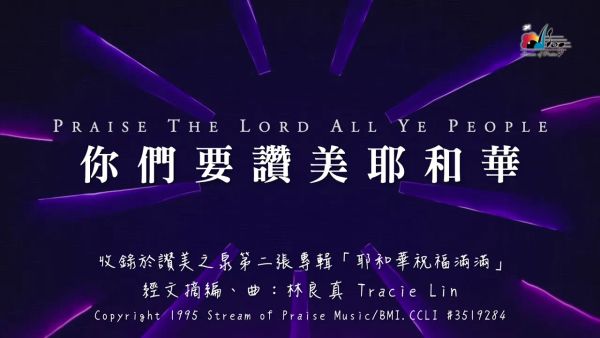 PRAISE THE LORD ALL YE PEOPLE
你們要讚美耶和華
收錄於讚美之泉第二張專輯「耶和華祝福滿滿」
經文摘編、曲：林良真 Tracie Lin
Copyright 1995 Stream of Praise Music/BMI.CCLI #3519284